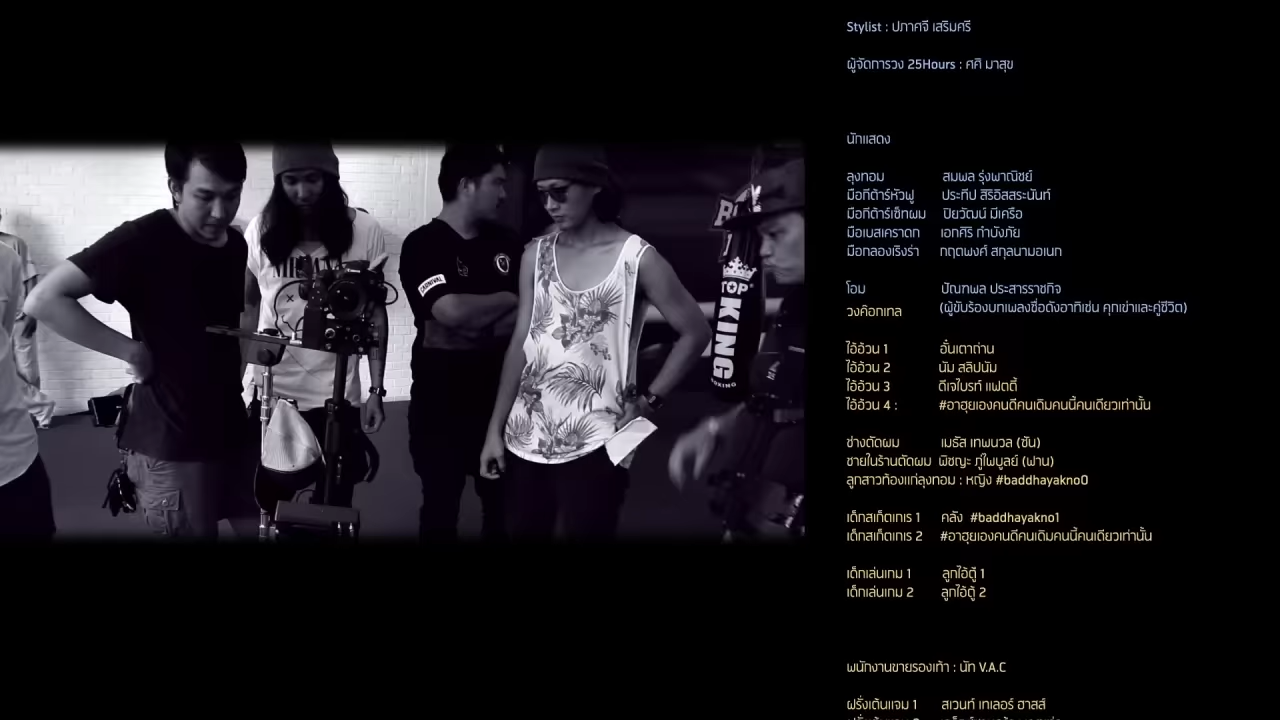 Stylist : ปภาศจี เสริมศรี
ผู้จัดการวง 25Hours : ศศิ มาสุข
นักแสดง
ลุงทอม สมพล รุ่งพาณิชย์
มือกีต้าร์หัวฟู ประทีป สิริอิสสระนันท์
มือกีต้าร์เซ็ทผม ปิยวัฒน์ มีเครือ
มือเบสเคราดก เอกศิริ กำบังภัย
มือกลองเริงร่า กฤตพงศ์ สกุลนามอเนก
โอม ปัณฑพล ประสารราชกิจ
วงค๊อกเทล (ผู้ขับร้องบทเพลงชื่อดังอาทิเช่น คุกเข่าและคู่ชีวิต)
ไอ้อ้วน 1 อั๋นเตาถ่าน
ไอ้อ้วน 2 นัม สลิปนัม
ไอ้อ้วน 3 ดีเจไบรท์ แฟตตี้
ไอ้อ้วน 4 : #อาฮุยเองคนดีคนเดิมคนนี้คนเดียวเท่านั้น
ช่างตัดผม เมธัส เทพนวล (ซัน)
ชายในร้านตัดผม พิชญะ ภู่ไพบูลย์ (ฟาน)
ลูกสาวท้องแก่ลุงทอม : หญิง #baddhayakno0
เด็กสเก็ตเกเร 1 คลัง #baddhayakno1
เด็กสเก็ตเกเร 2 #อาฮุยเองคนดีคนเดิมคนนี้คนเดียวเท่านั้น
เด็กเล่นเกม 1 ลูกไอ้ตู๋ 1
เด็กเล่นเกม 2 ลูกไอ้ตู้ 2
พนักงานขายรองเท้า : นัท V.A.C
ฝรั่งเต้นแจม 1 สเวนท์ เทเลอร์ ฮาสส์
CARNIVAL
TOP
KING
BOXING